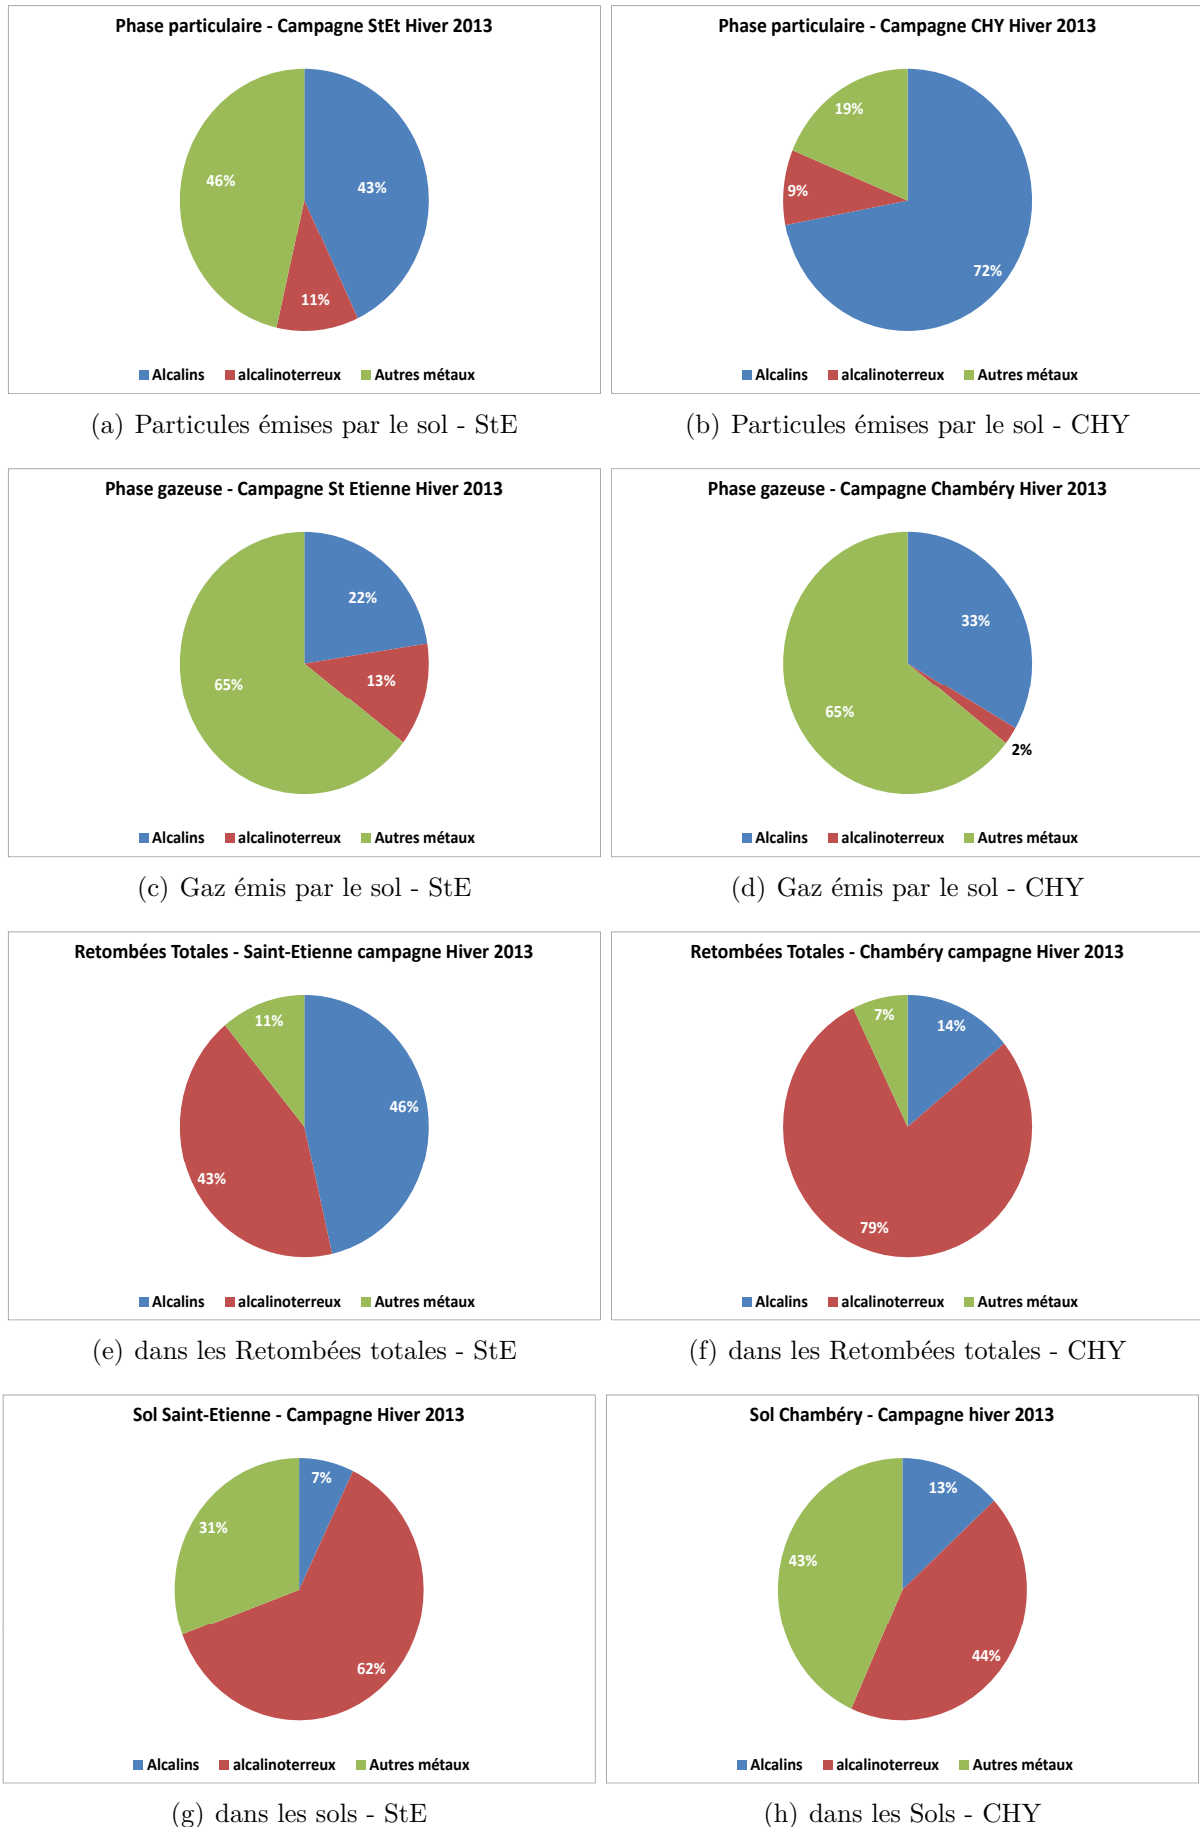 Phase particulaire - Campagne StEt Hiver 2013
46%
43%
11%
Alcalins alcalinoterreux Autres métaux
(a) Particules émises par le sol - StE
Phase particulaire - Campagne CHY Hiver 2013
19%
9%
72%
Alcalins alcalinoterreux Autres métaux
(b) Particules émises par le sol - CHY
Phase gazeuse - Campagne St Etienne Hiver 2013
22%
13%
65%
Alcalins alcalinoterreux Autres métaux
(c) Gaz émis par le sol - StE
Phase gazeuse - Campagne Chambéry Hiver 2013
33%
65%
2%
Alcalins alcalinoterreux Autres métaux
(d) Gaz émis par le sol - CHY
Retombées Totales - Saint-Etienne campagne Hiver 2013
11%
46%
43%
Alcalins alcalinoterreux Autres métaux
(e) dans les Retombées totales - StE
Retombées Totales - Chambéry campagne Hiver 2013
7%
14%
79%
Alcalins alcalinoterreux Autres métaux
(f) dans les Retombées totales - CHY
Sol Saint-Etienne - Campagne Hiver 2013
7%
31%
62%
Alcalins alcalinoterreux Autres métaux
(g) dans les sols - StE
Sol Chambéry - Campagne hiver 2013
13%
43%
44%
Alcalins alcalinoterreux Autres métaux
(h) dans les Sols - CHY